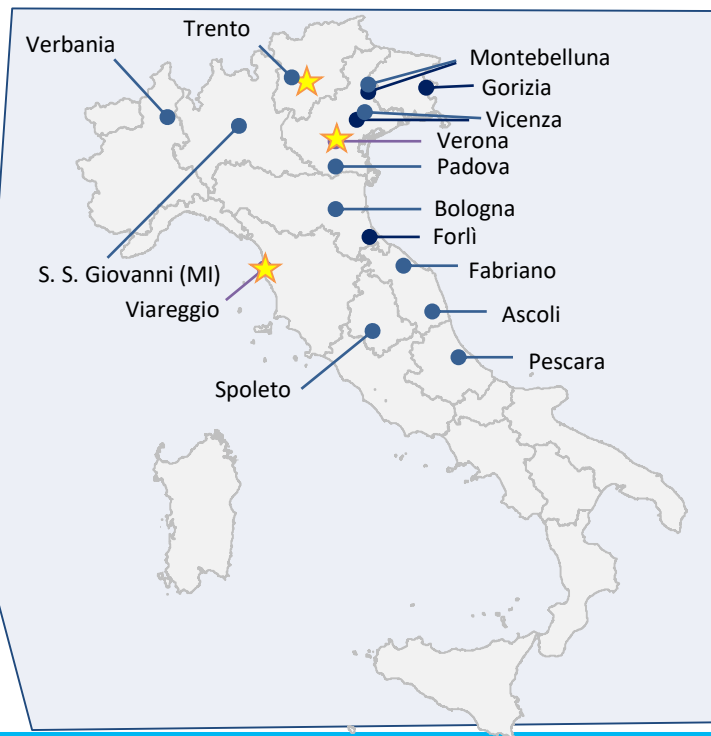 Trento
Verbania
Montebelluna
Gorizia
Vicenza
Verona
Padova
Bologna
Forlì
S. S. Giovanni (MI)
Fabriano
Viareggio
Ascoli
Pescara
Spoleto